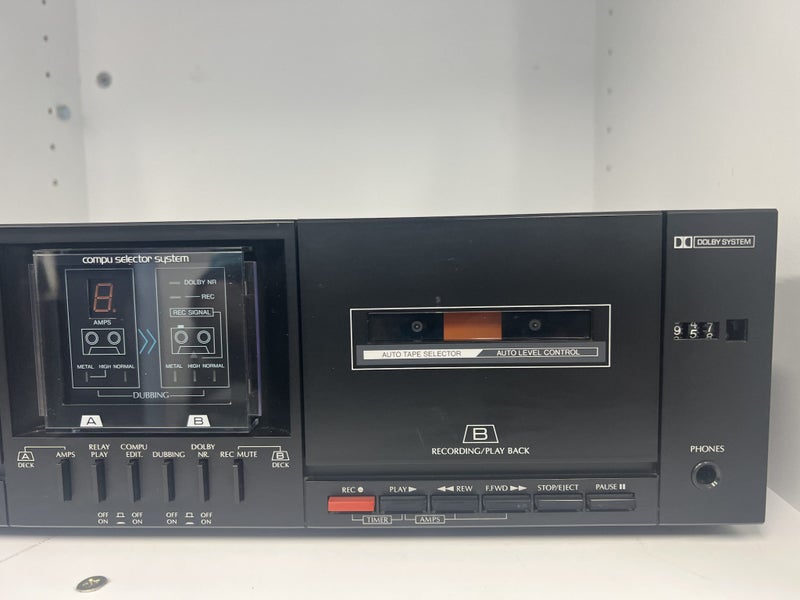 compu selector system
8.
AMPS
DOLBY NR
REC
REC SIGNAL
METAL HIGH NORMAL
METAL HIGH NORMAL
DUBBING
A
B
A
DECK
AMPS
RELAY
PLAY
COMPU
EDIT.
DUBBING
DOLBY
NR.
REC MUTE
B
DECK
OFF
ON
OFF
ON
OFF
ON
OFF
ON
AUTO TAPE SELECTOR
AUTO LEVEL CONTROL
B
RECORDING/PLAY BACK
REC
PLAY
REW
F.FWD
STOP/EJECT
PAUSE
TIMER
AMPS
DOLBY SYSTEM
PHONES